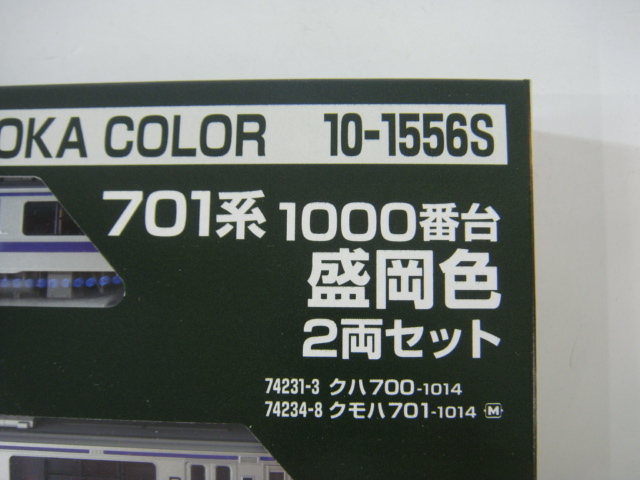 OKA COLOR 10-1556S
701系 1000番台
盛岡色
2両セット
74231-3 クハ700-1014
74234-8 クモハ701-1014 M